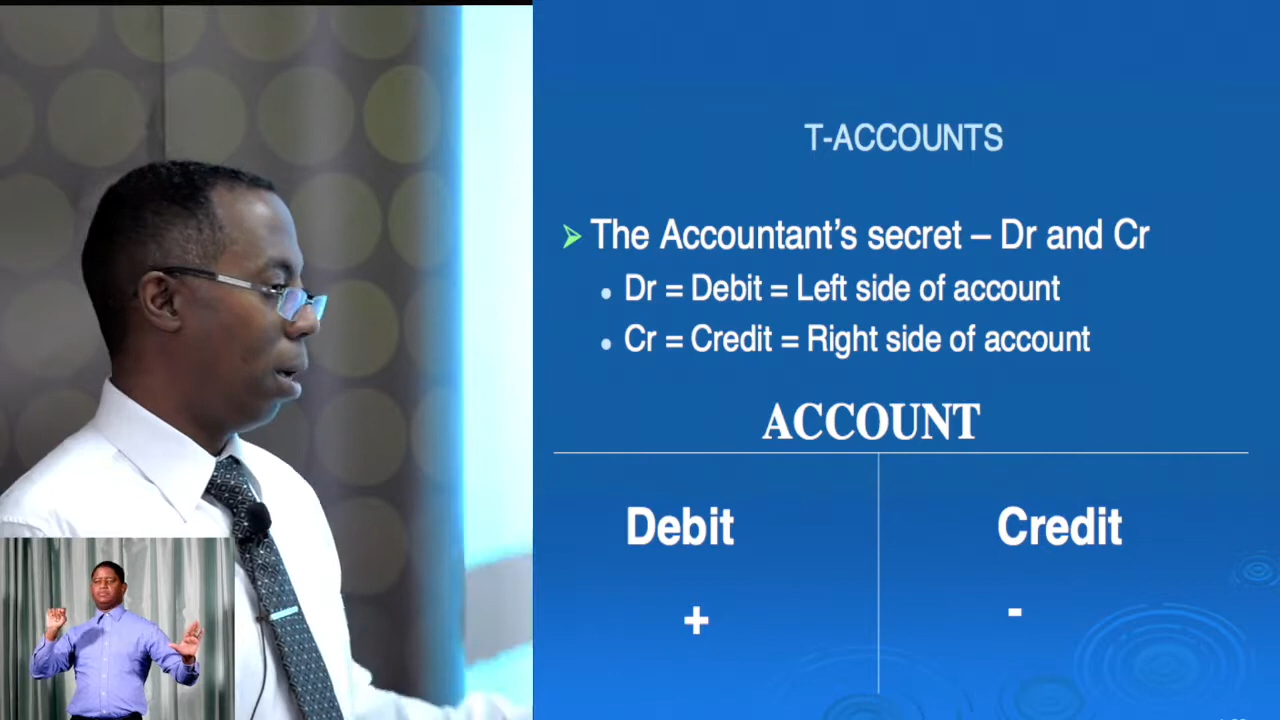 T-ACCOUNTS
The Accountant's secret – Dr and Cr
Dr = Debit = Left side of account
Cr = Credit = Right side of account
ACCOUNT
Debit Credit
+ -